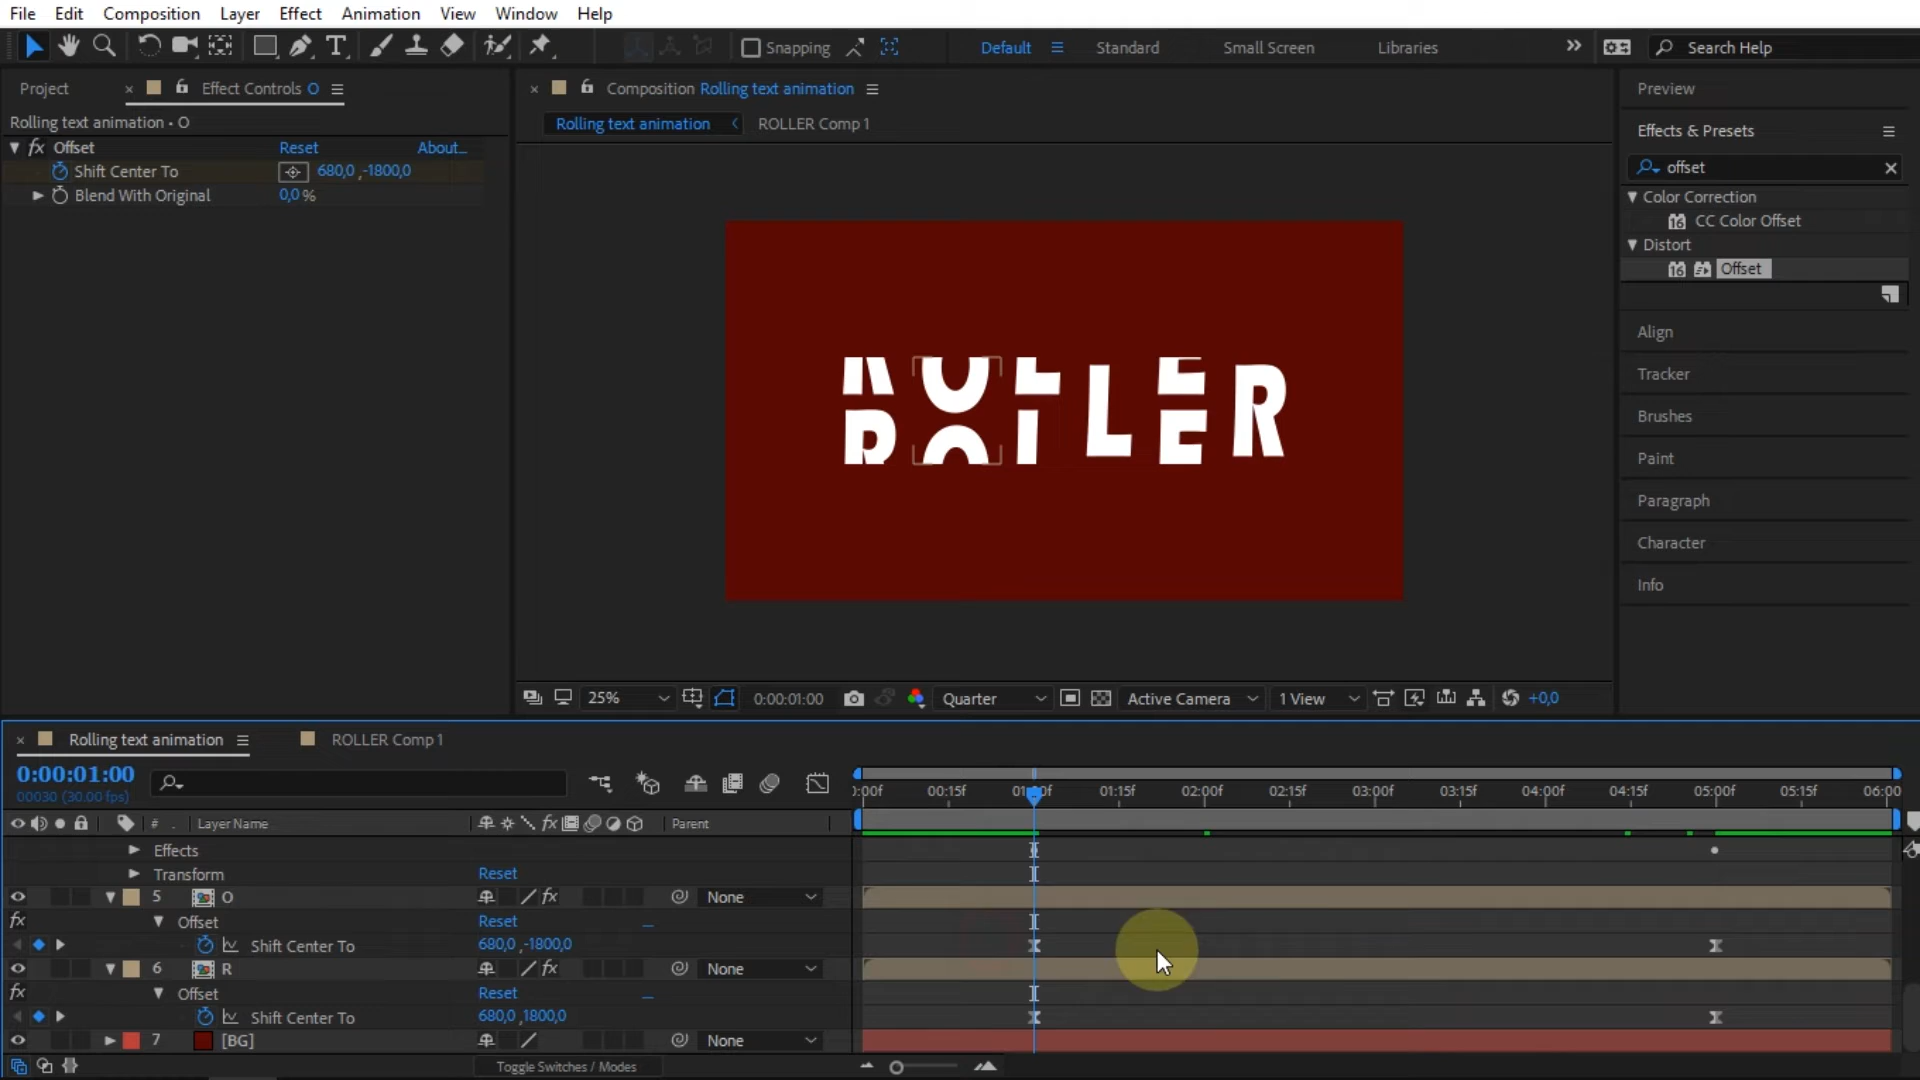 File Edit Composition Layer Effect Animation View Window Help
Snapping Default Standard Small Screen Libraries Search Help
Project Effect Controls O
Rolling text animation • O
Offset Reset About...
Shift Center To 680,0 ,-1800,0
Blend With Original 0,0 %
Composition Rolling text animation
Rolling text animation ROLLER Comp 1
ROLLER
Preview
Effects & Presets
offset
Color Correction
CC Color Offset
Distort
Offset
Align
Tracker
Brushes
Paint
Paragraph
Character
Info
25% 0:00:01:00 Quarter Active Camera 1 View +0,0
Rolling text animation ROLLER Comp 1
0:00:01:00
00030 (30.00 fps)
:00f 00:15f 01:00f 01:15f 02:00f 02:15f 03:00f 03:15f 04:00f 04:15f 05:00f 05:15f 06:00
# . Layer Name Parent
Effects
Transform Reset
5 O None
Offset Reset
Shift Center To 680,0 ,-1800,0
6 R None
Offset Reset
Shift Center To 680,0 ,1800,0
7 [BG] None
Toggle Switches / Modes